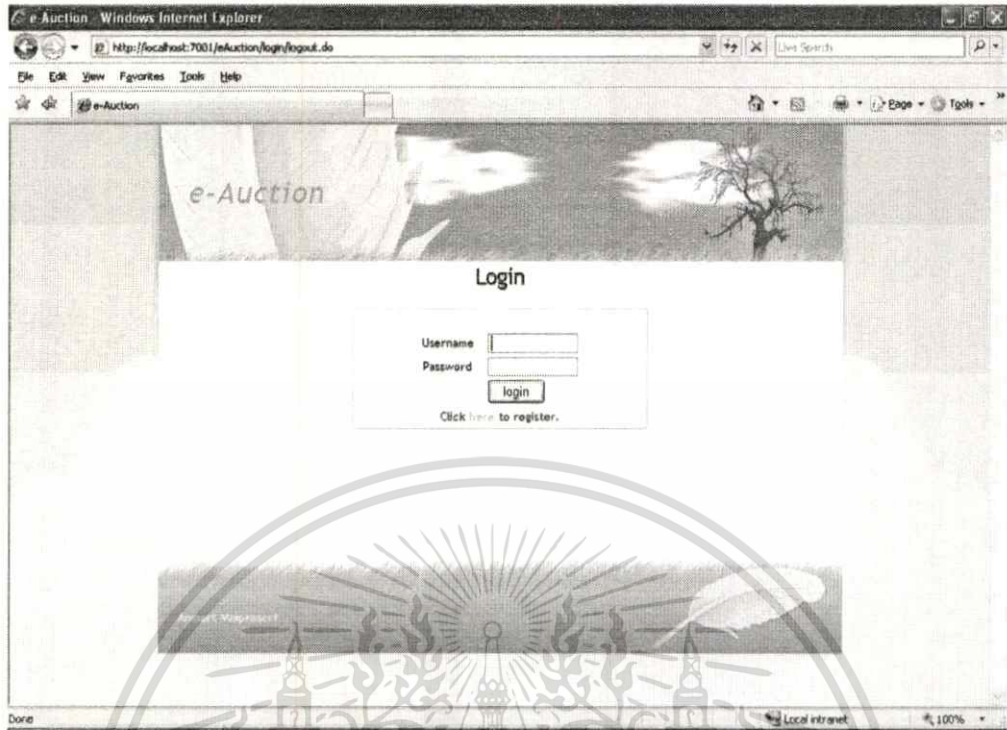 e-Auction Windows Internet Explorer
http://localhost:7001/eAuction/login/logout.do
Live Search
File Edit View Favorites Tools Help
e-Auction
Page Tools
e-Auction
Login
Username
Password
login
Click here to register.
Done
Local intranet
100%